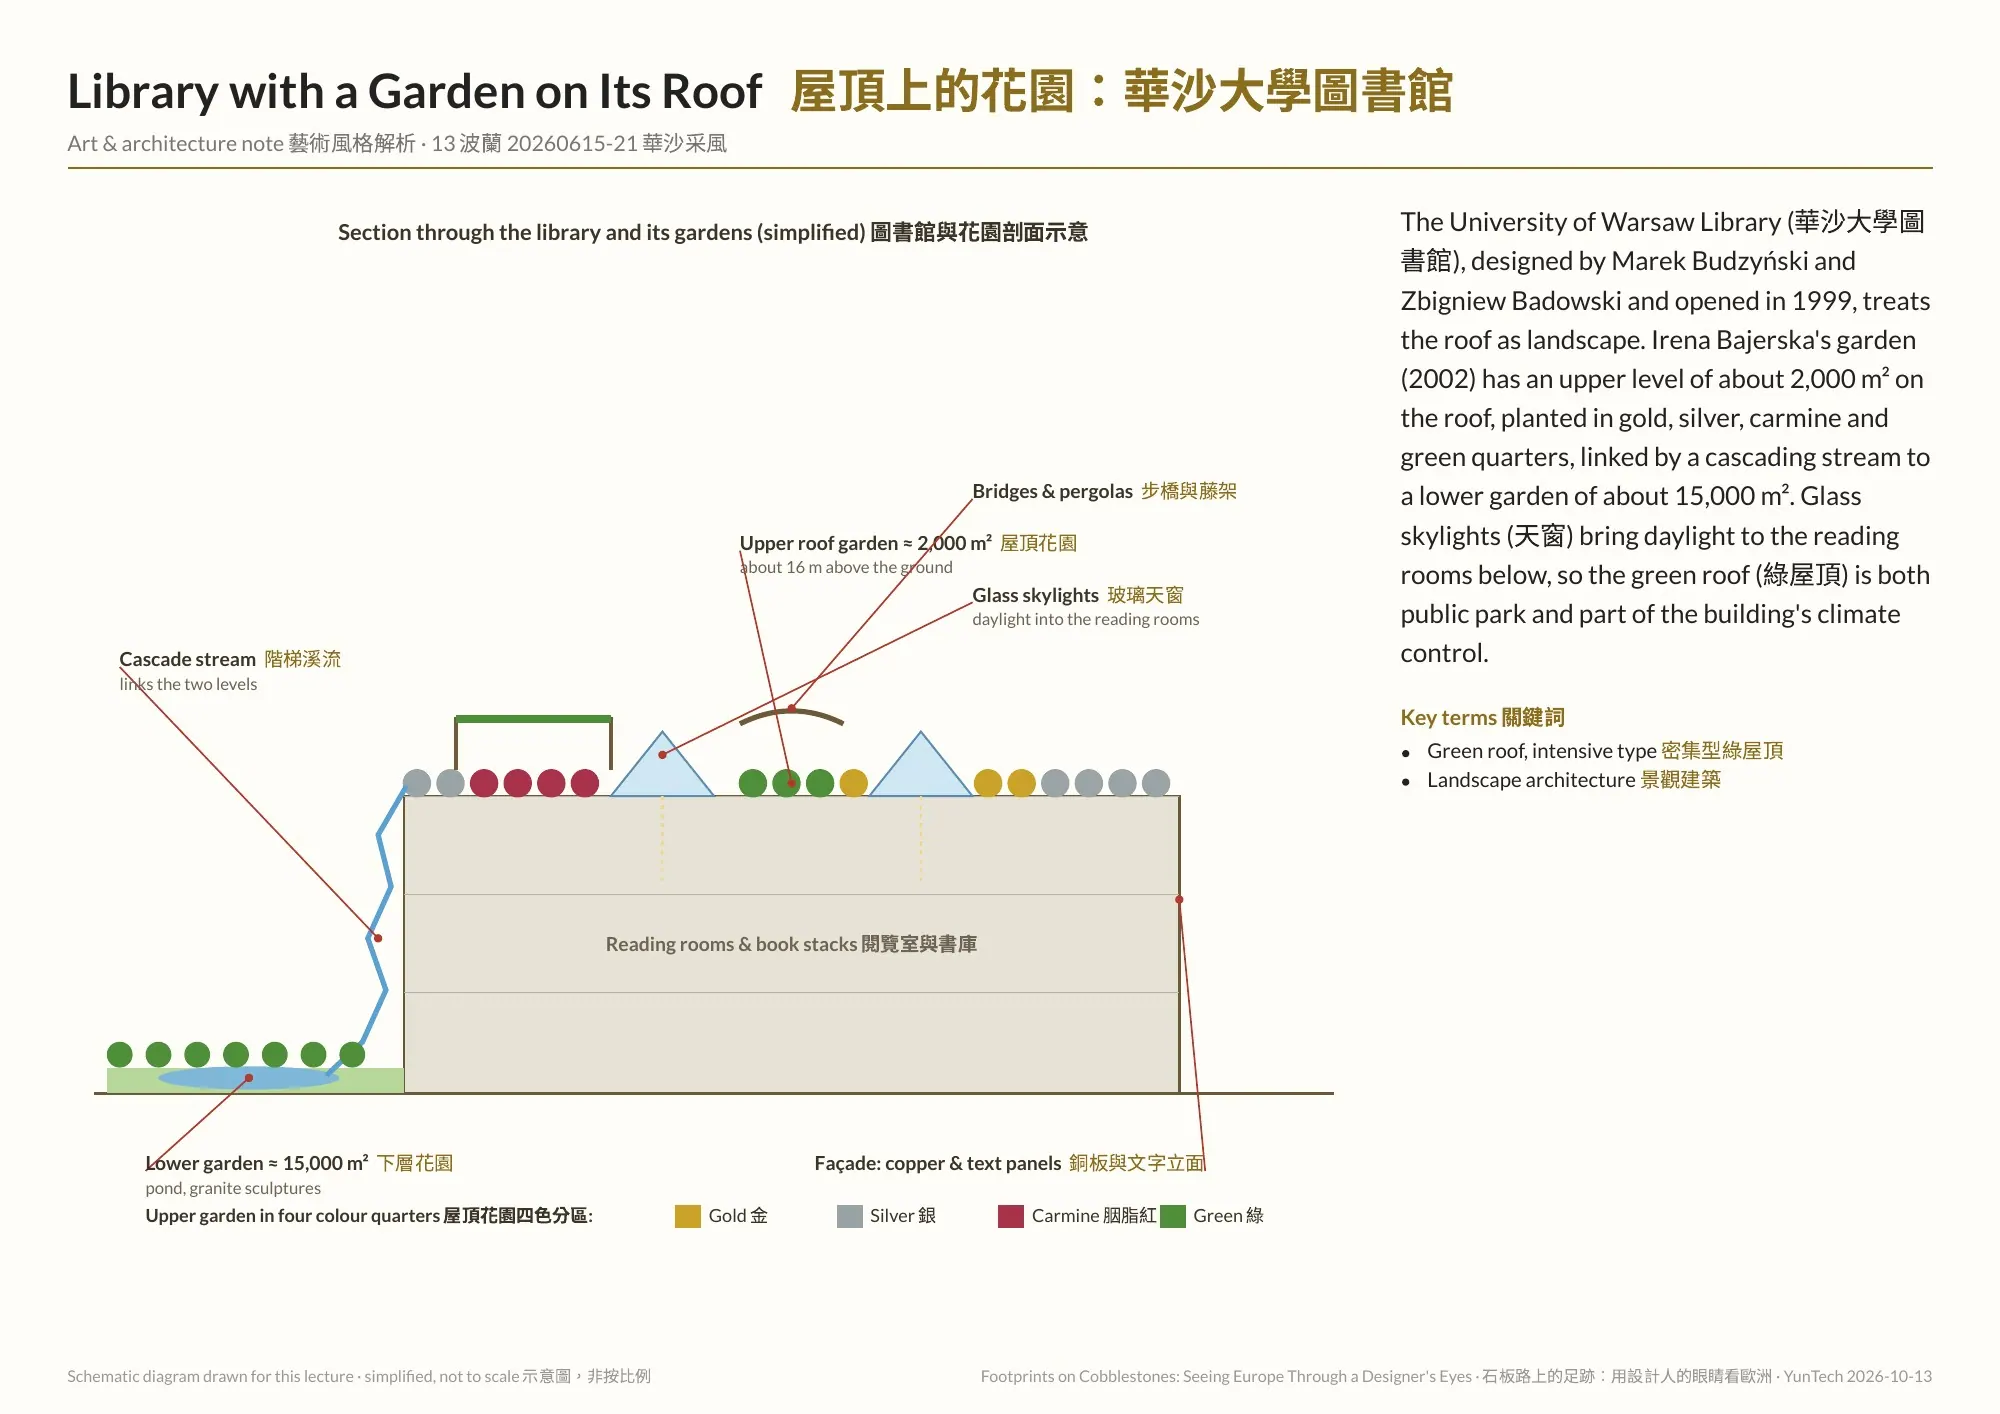 Library with a Garden on Its Roof 屋頂上的花園：華沙大學圖書館
Art & architecture note 藝術風格解析 · 13 波蘭 20260615-21 華沙采風
Section through the library and its gardens (simplified) 圖書館與花園剖面示意
Bridges & pergolas 步橋與藤架
Upper roof garden ≈ 2,000 m² 屋頂花園
about 16 m above the ground
Glass skylights 玻璃天窗
daylight into the reading rooms
Cascade stream 階梯溪流
links the two levels
Reading rooms & book stacks 閱覽室與書庫
Lower garden ≈ 15,000 m² 下層花園
pond, granite sculptures
Façade: copper & text panels 銅板與文字立面
Upper garden in four colour quarters 屋頂花園四色分區:
Gold 金
Silver 銀
Carmine 胭脂紅
Green 綠
The University of Warsaw Library (華沙大學圖
書館), designed by Marek Budzyński and
Zbigniew Badowski and opened in 1999, treats
the roof as landscape. Irena Bajerska's garden
(2002) has an upper level of about 2,000 m² on
the roof, planted in gold, silver, carmine and
green quarters, linked by a cascading stream to
a lower garden of about 15,000 m². Glass
skylights (天窗) bring daylight to the reading
rooms below, so the green roof (綠屋頂) is both
public park and part of the building's climate
control.
Key terms 關鍵詞
• Green roof, intensive type 密集型綠屋頂
• Landscape architecture 景觀建築
Schematic diagram drawn for this lecture · simplified, not to scale 示意圖，非按比例
Footprints on Cobblestones: Seeing Europe Through a Designer's Eyes · 石板路上的足跡：用設計人的眼睛看歐洲 · YunTech 2026-10-13